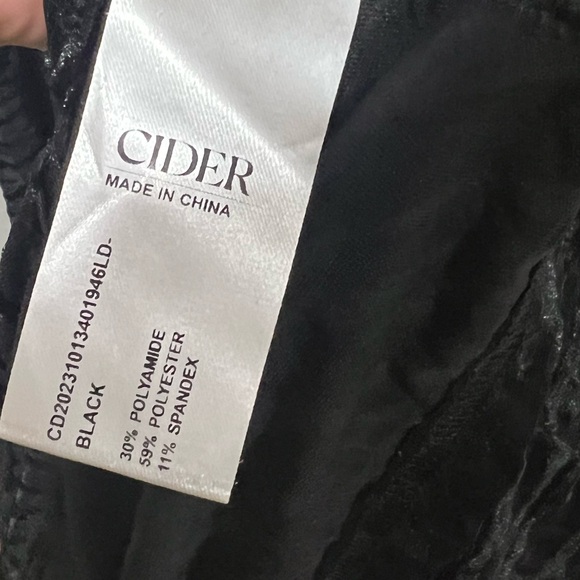 CIDER
MADE IN CHINA
CD20231013401946LD-
BLACK
30% POLYAMIDE
59% POLYESTER
11% SPANDEX